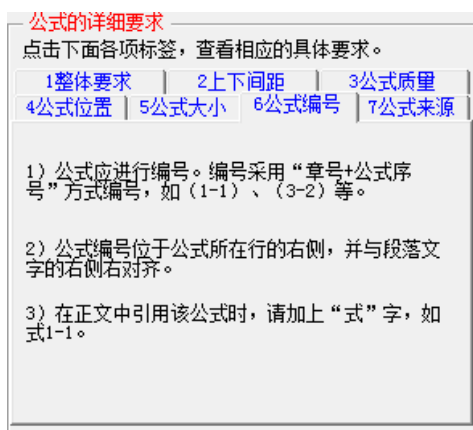 公式的详细要求
点击下面各项标签，查看相应的具体要求。
1整体要求 2上下间距 3公式质量
4公式位置 5公式大小 6公式编号 7公式来源
1）公式应进行编号。编号采用“章号+公式序
号”方式编号，如（1-1）、（3-2）等。
2）公式编号位于公式所在行的右侧，并与段落文
字的右侧右对齐。
3）在正文中引用该公式时，请加上“式”字，如
式1-1。